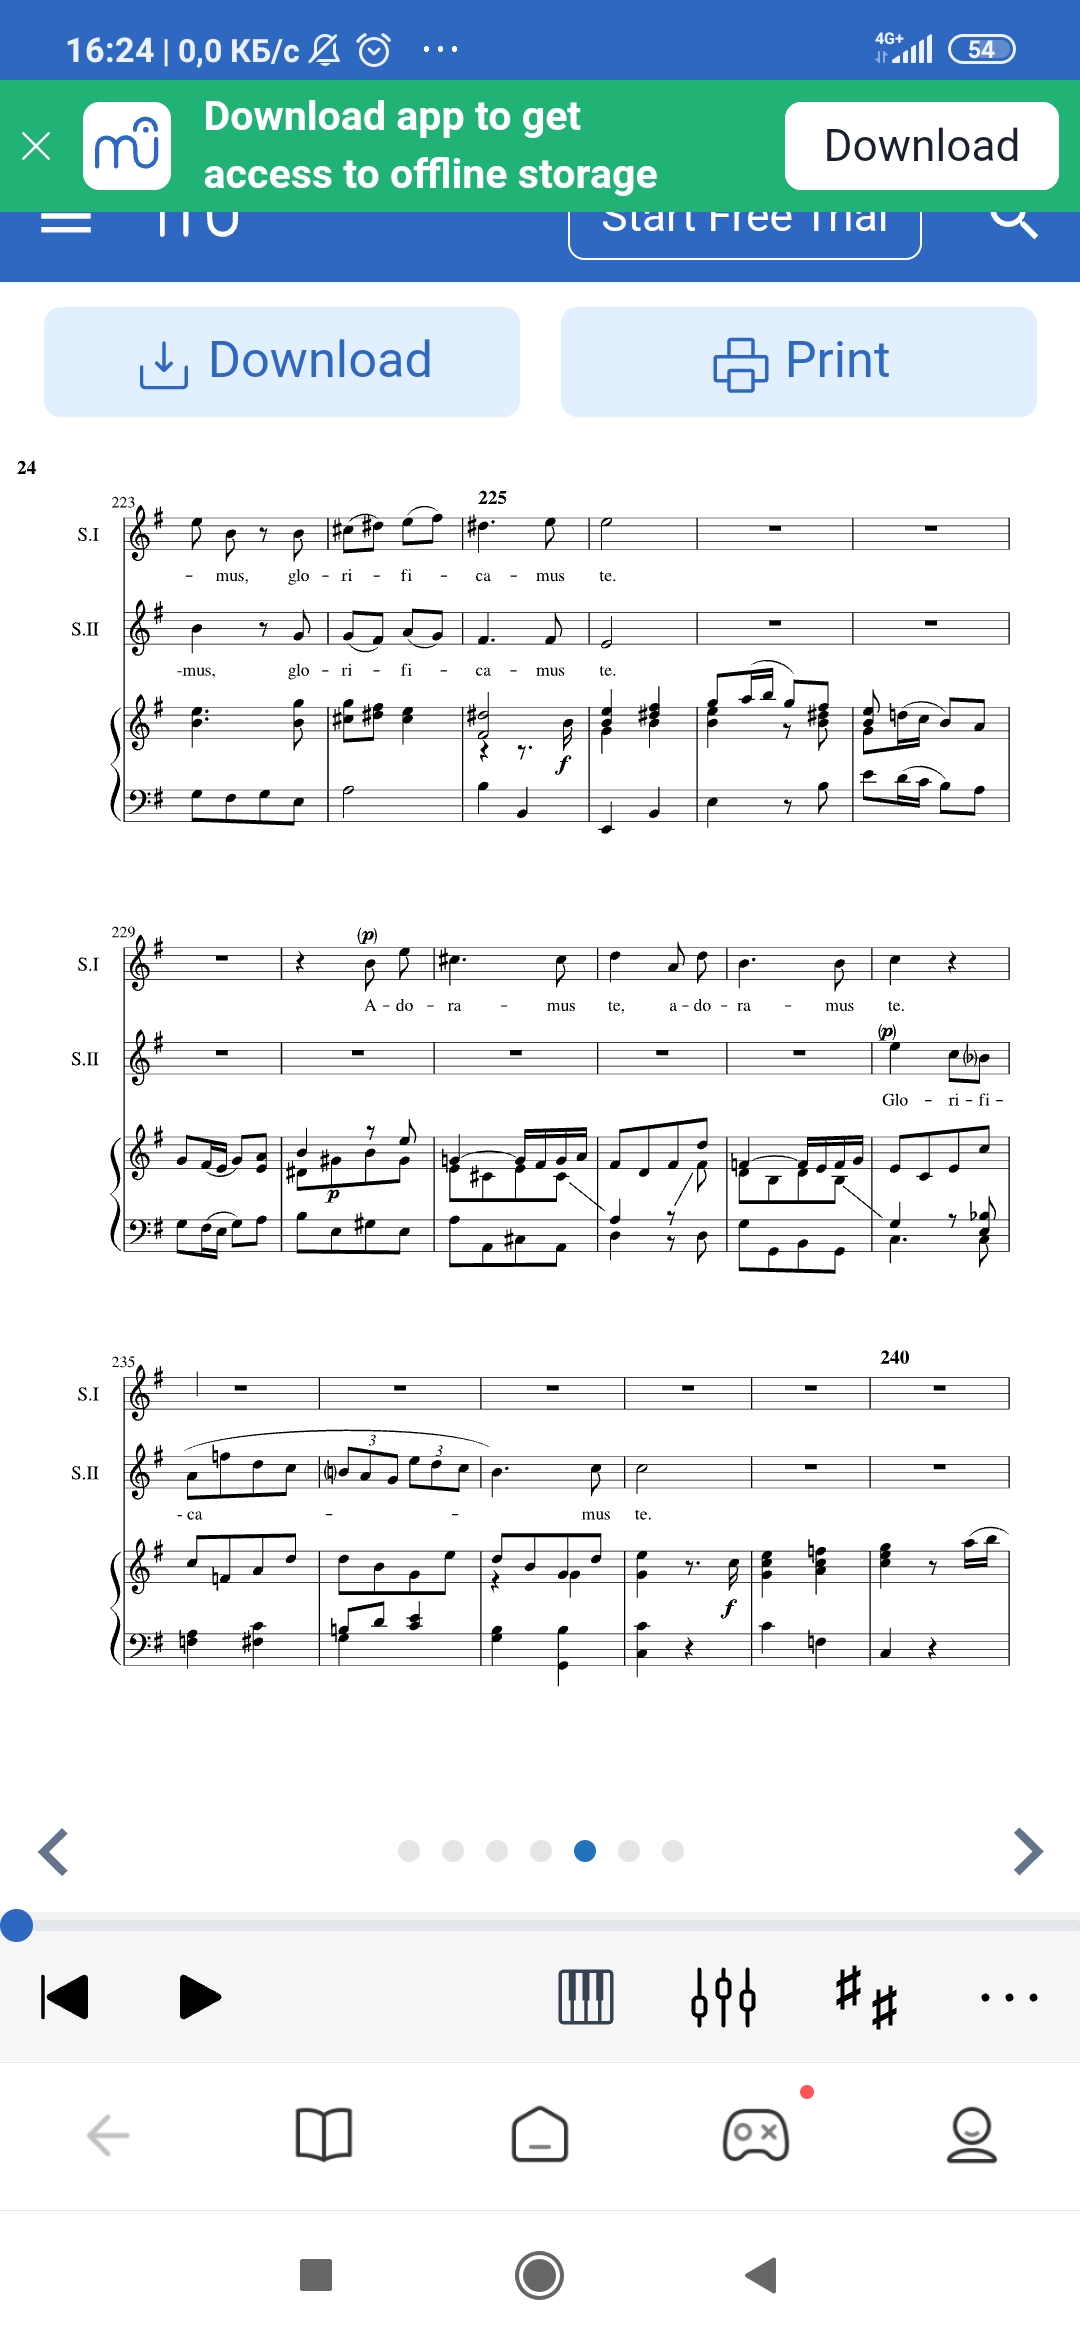 16:24 | 0,0 КБ/с ... 4G+ 54
Download app to get
access to offline storage
Download
Start Free Trial
Download
Print
24
223
225
S.I
- mus, glo - ri - fi - ca - mus te.
S.II
-mus, glo - ri - fi - ca - mus te.
f
229
(p)
S.I
A - do - ra - mus te, a - do - ra - mus te.
(p)
S.II
Glo - ri - fi -
p
235
240
S.I
3 3
S.II
- ca - - mus te.
f